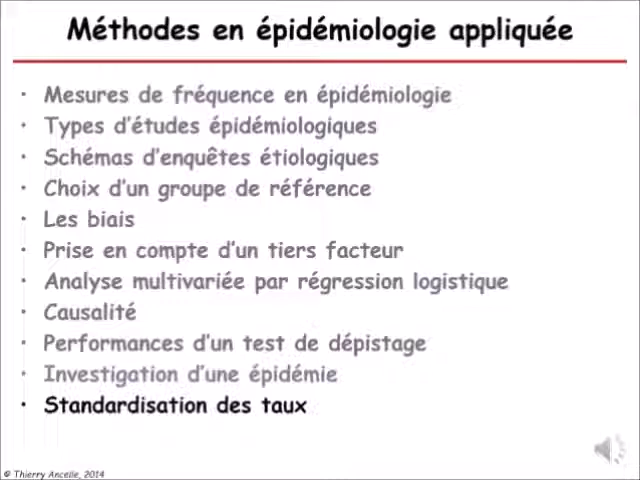 Méthodes en épidémiologie appliquée
· Mesures de fréquence en épidémiologie
· Types d'études épidémiologiques
· Schémas d'enquêtes étiologiques
· Choix d'un groupe de référence
· Les biais
· Prise en compte d'un tiers facteur
· Analyse multivariée par régression logistique
· Causalité
· Performances d'un test de dépistage
· Investigation d'une épidémie
· Standardisation des taux
© Thierry Ancelle, 2014